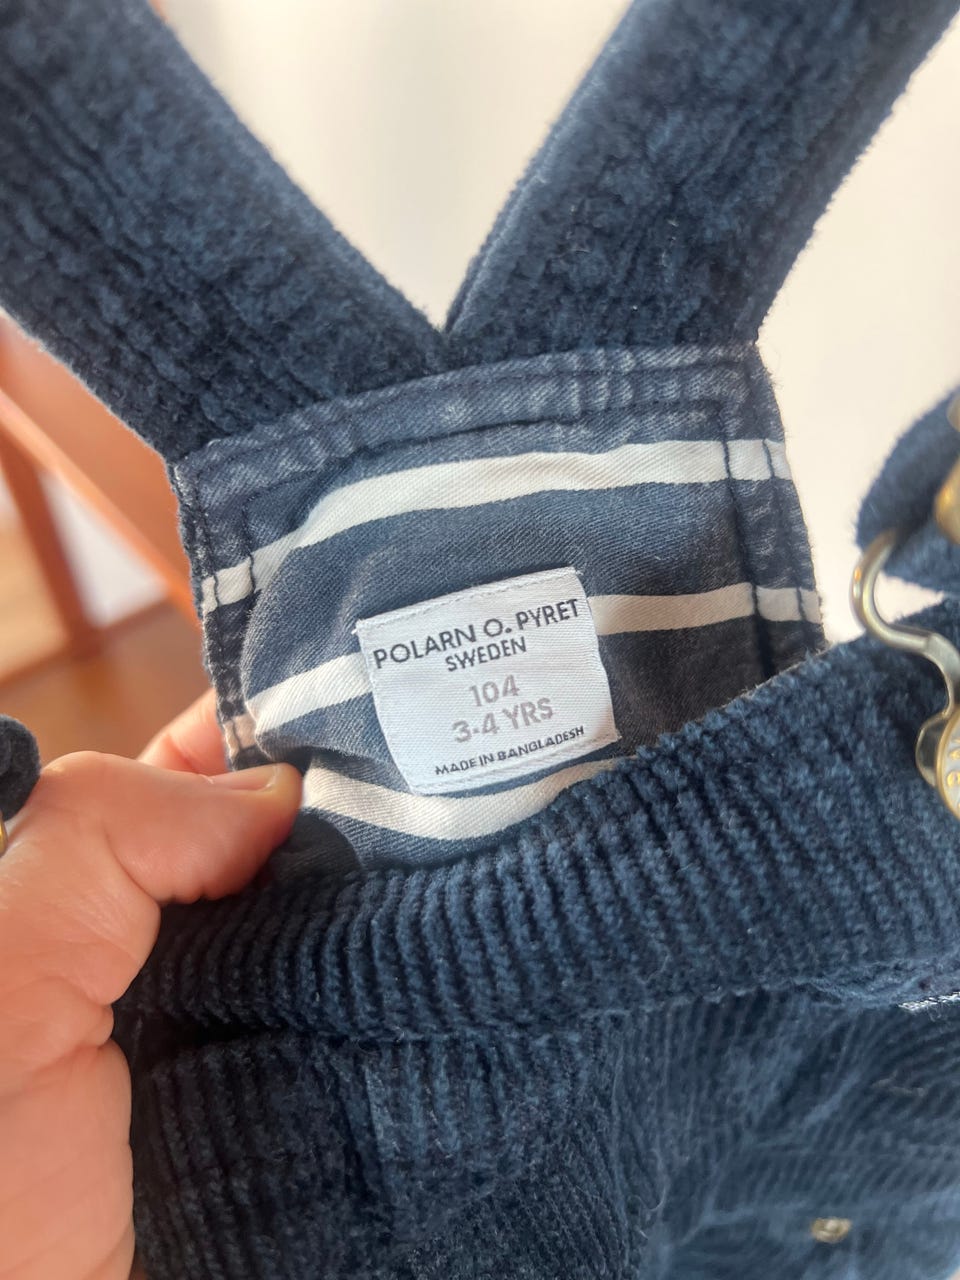 POLARN O. PYRET
SWEDEN
104
3-4 YRS
MADE IN BANGLADESH